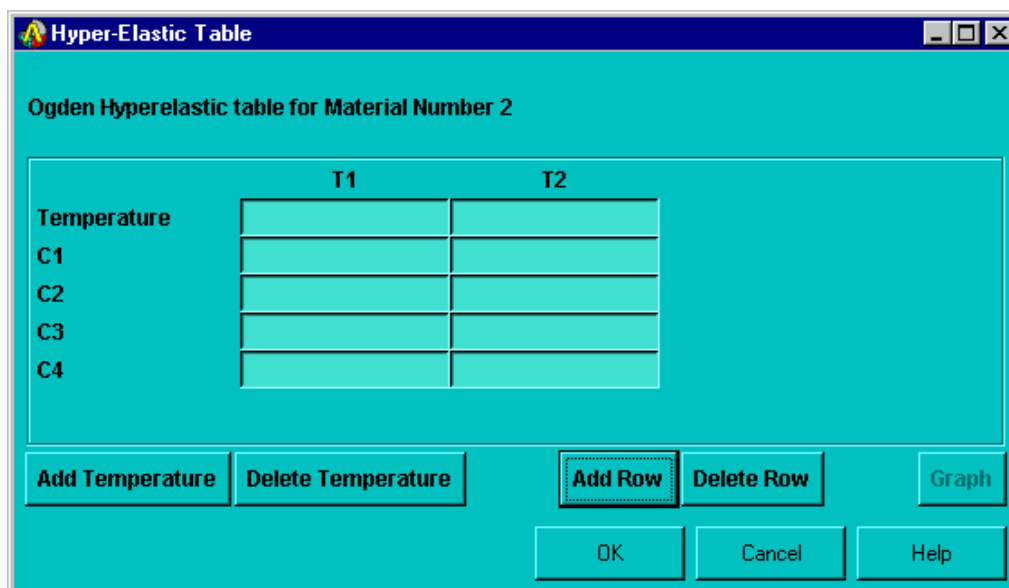 Hyper-Elastic Table
Ogden Hyperelastic table for Material Number 2
T1 T2
Temperature
C1
C2
C3
C4
Add Temperature Delete Temperature Add Row Delete Row Graph
OK Cancel Help